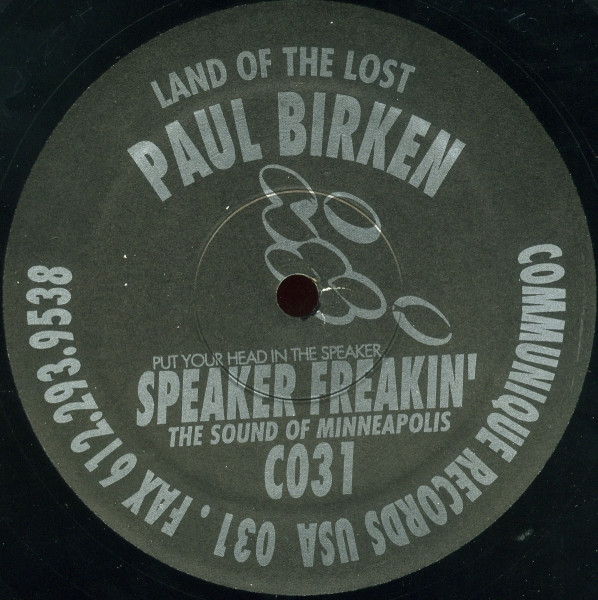 LAND OF THE LOST
PAUL BIRKEN
PUT YOUR HEAD IN THE SPEAKER
SPEAKER FREAKIN'
THE SOUND OF MINNEAPOLIS
C031
COMMUNIQUE RECORDS USA 031 . FAX 612.293.9538